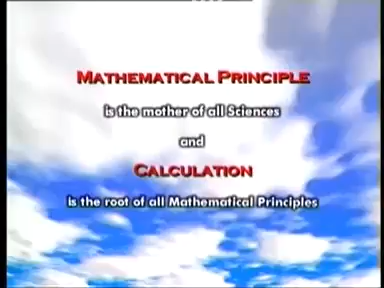 MATHEMATICAL PRINCIPLE
is the mother of all Sciences
and
CALCULATION
is the root of all Mathematical Principles